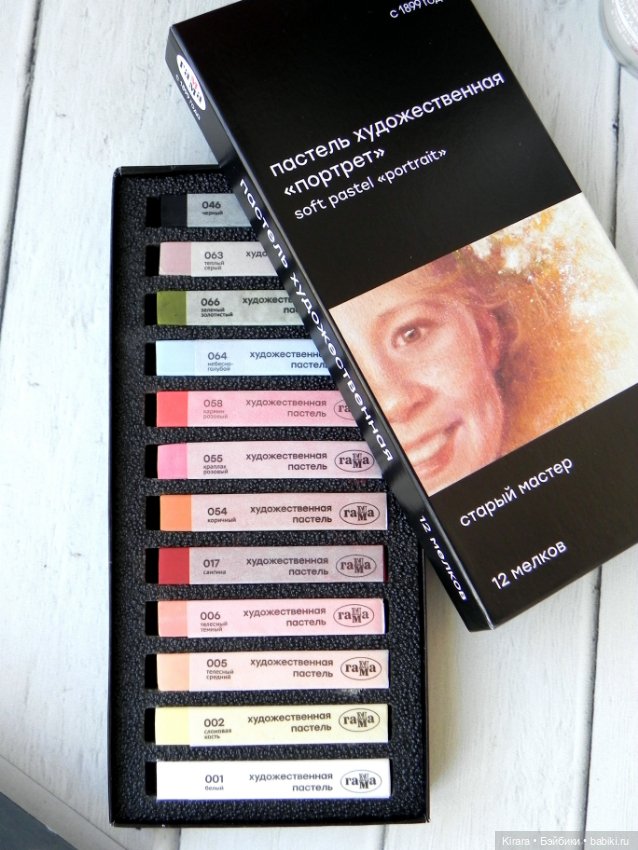 с 1899 года
гамма
с 1899 года
пастель художественная
«портрет»
soft pastel «portrait»
пастель художественная
12 мелков
старый мастер
12 мелков
046
черный
063
теплый
серый
худож
066
зеленый
золотистый
художественная
пас
064
небесно-
голубой
художественная
пастель
058
кармин
розовый
художественная
пастель
055
краплак
розовый
художественная
пастель
гамма
054
коричный
художественная
пастель
гамма
017
сангина
художественная
пастель
гамма
006
телесный
темный
художественная
пастель
гамма
005
телесный
средний
художественная
пастель
гамма
002
слоновая
кость
художественная
пастель
гамма
001
белый
художественная
пастель
гамма
Kirara • Бэйбики • babiki.ru